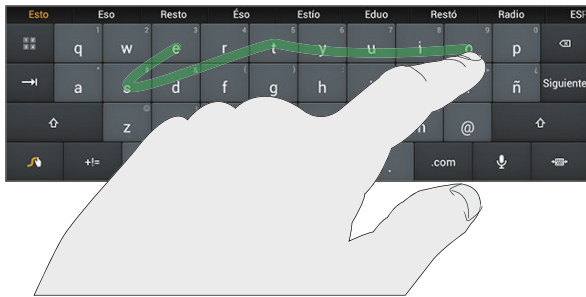 Esto Eso Resto Éso Estío Eduo Restó Radio
q w e r t y u i o p
a s d f g h ñ Siguiente
z @
+!= . .com